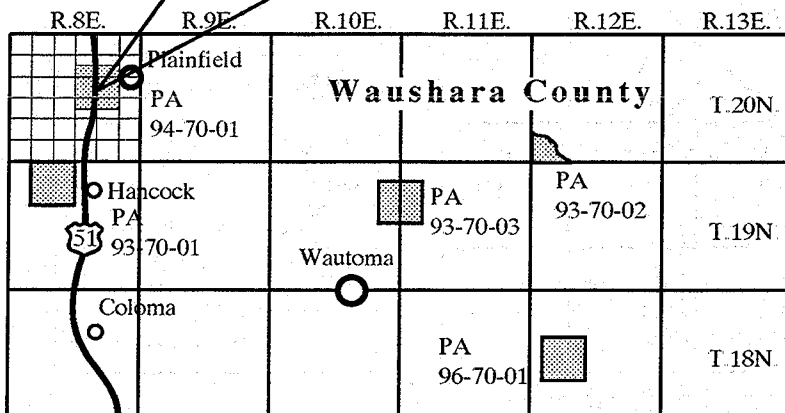 R.8E. R.9E. R.10E. R.11E. R.12E. R.13E.
Plainfield
Waushara County
PA
94-70-01
T.20N
Hancock
PA
93-70-01
51
PA
93-70-03
PA
93-70-02
T.19N
Wautoma
Coloma
PA
96-70-01
T.18N